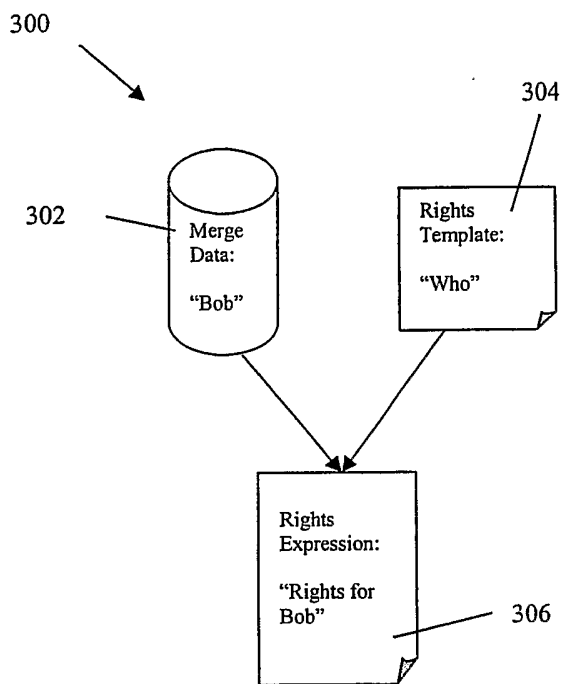 300
304
302
Merge
Data:
“Bob”
Rights
Template:
“Who”
Rights
Expression:
“Rights for
Bob”
306